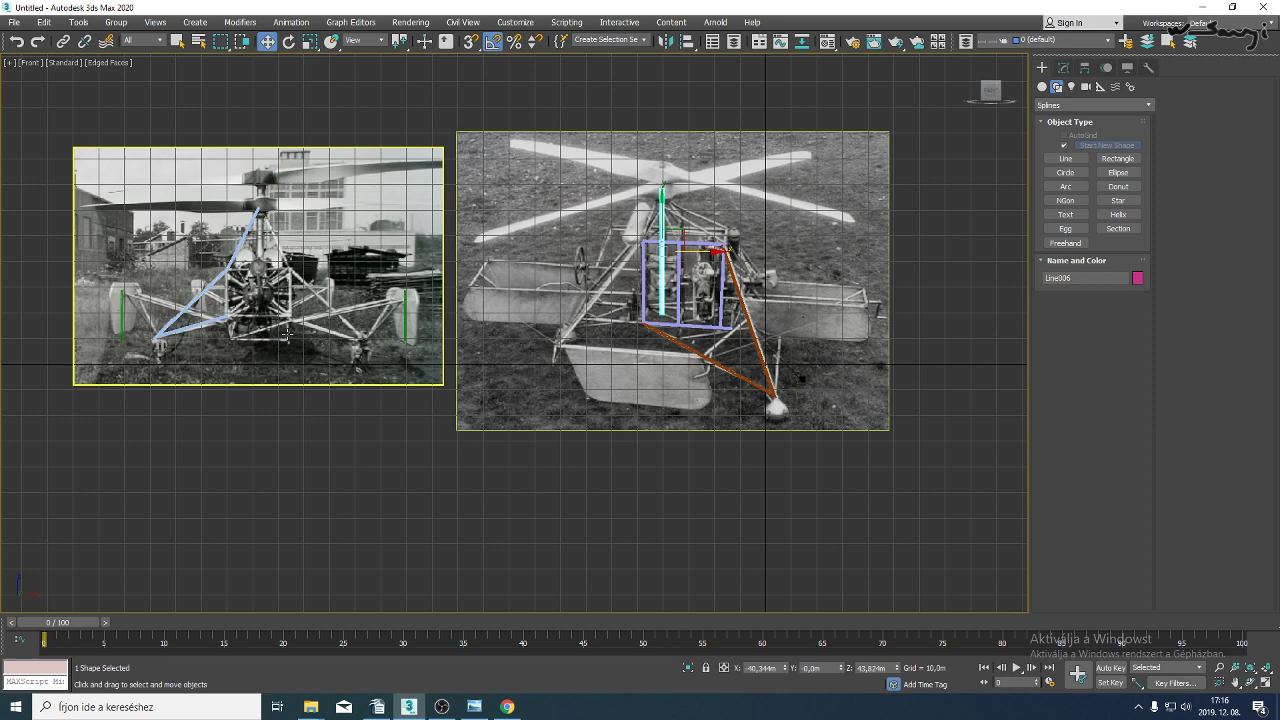 Untitled - Autodesk 3ds Max 2020
File Edit Tools Group Views Create Modifiers Animation Graph Editors Rendering Civil View Customize Scripting Interactive Content Arnold Help
Sign In
Workspaces: Defa
All
View
Create Selection Se
0 (default)
[+] [Front] [Standard] [Edged Faces]
FRONT
Splines
Object Type
AutoGrid
Start New Shape
Line Rectangle
Circle Ellipse
Arc Donut
NGon Star
Text Helix
Egg Section
Freehand
Name and Color
Line006
0 / 100
0 5 10 15 20 25 30 35 40 45 50 55 60 65 70 75 80 85 90 95 100
Aktiválja a Windowst
Aktiválja a Windows rendszert a Gépházban.
MAXScript Mi
1 Shape Selected
Click and drag to select and move objects
X: -40,344m Y: -0,0m Z: 43,824m Grid = 10,0m
Add Time Tag
0
Auto Key Selected
Set Key Key Filters...
Írjon ide a kereséshez
17:16
2019. 12. 08.
2